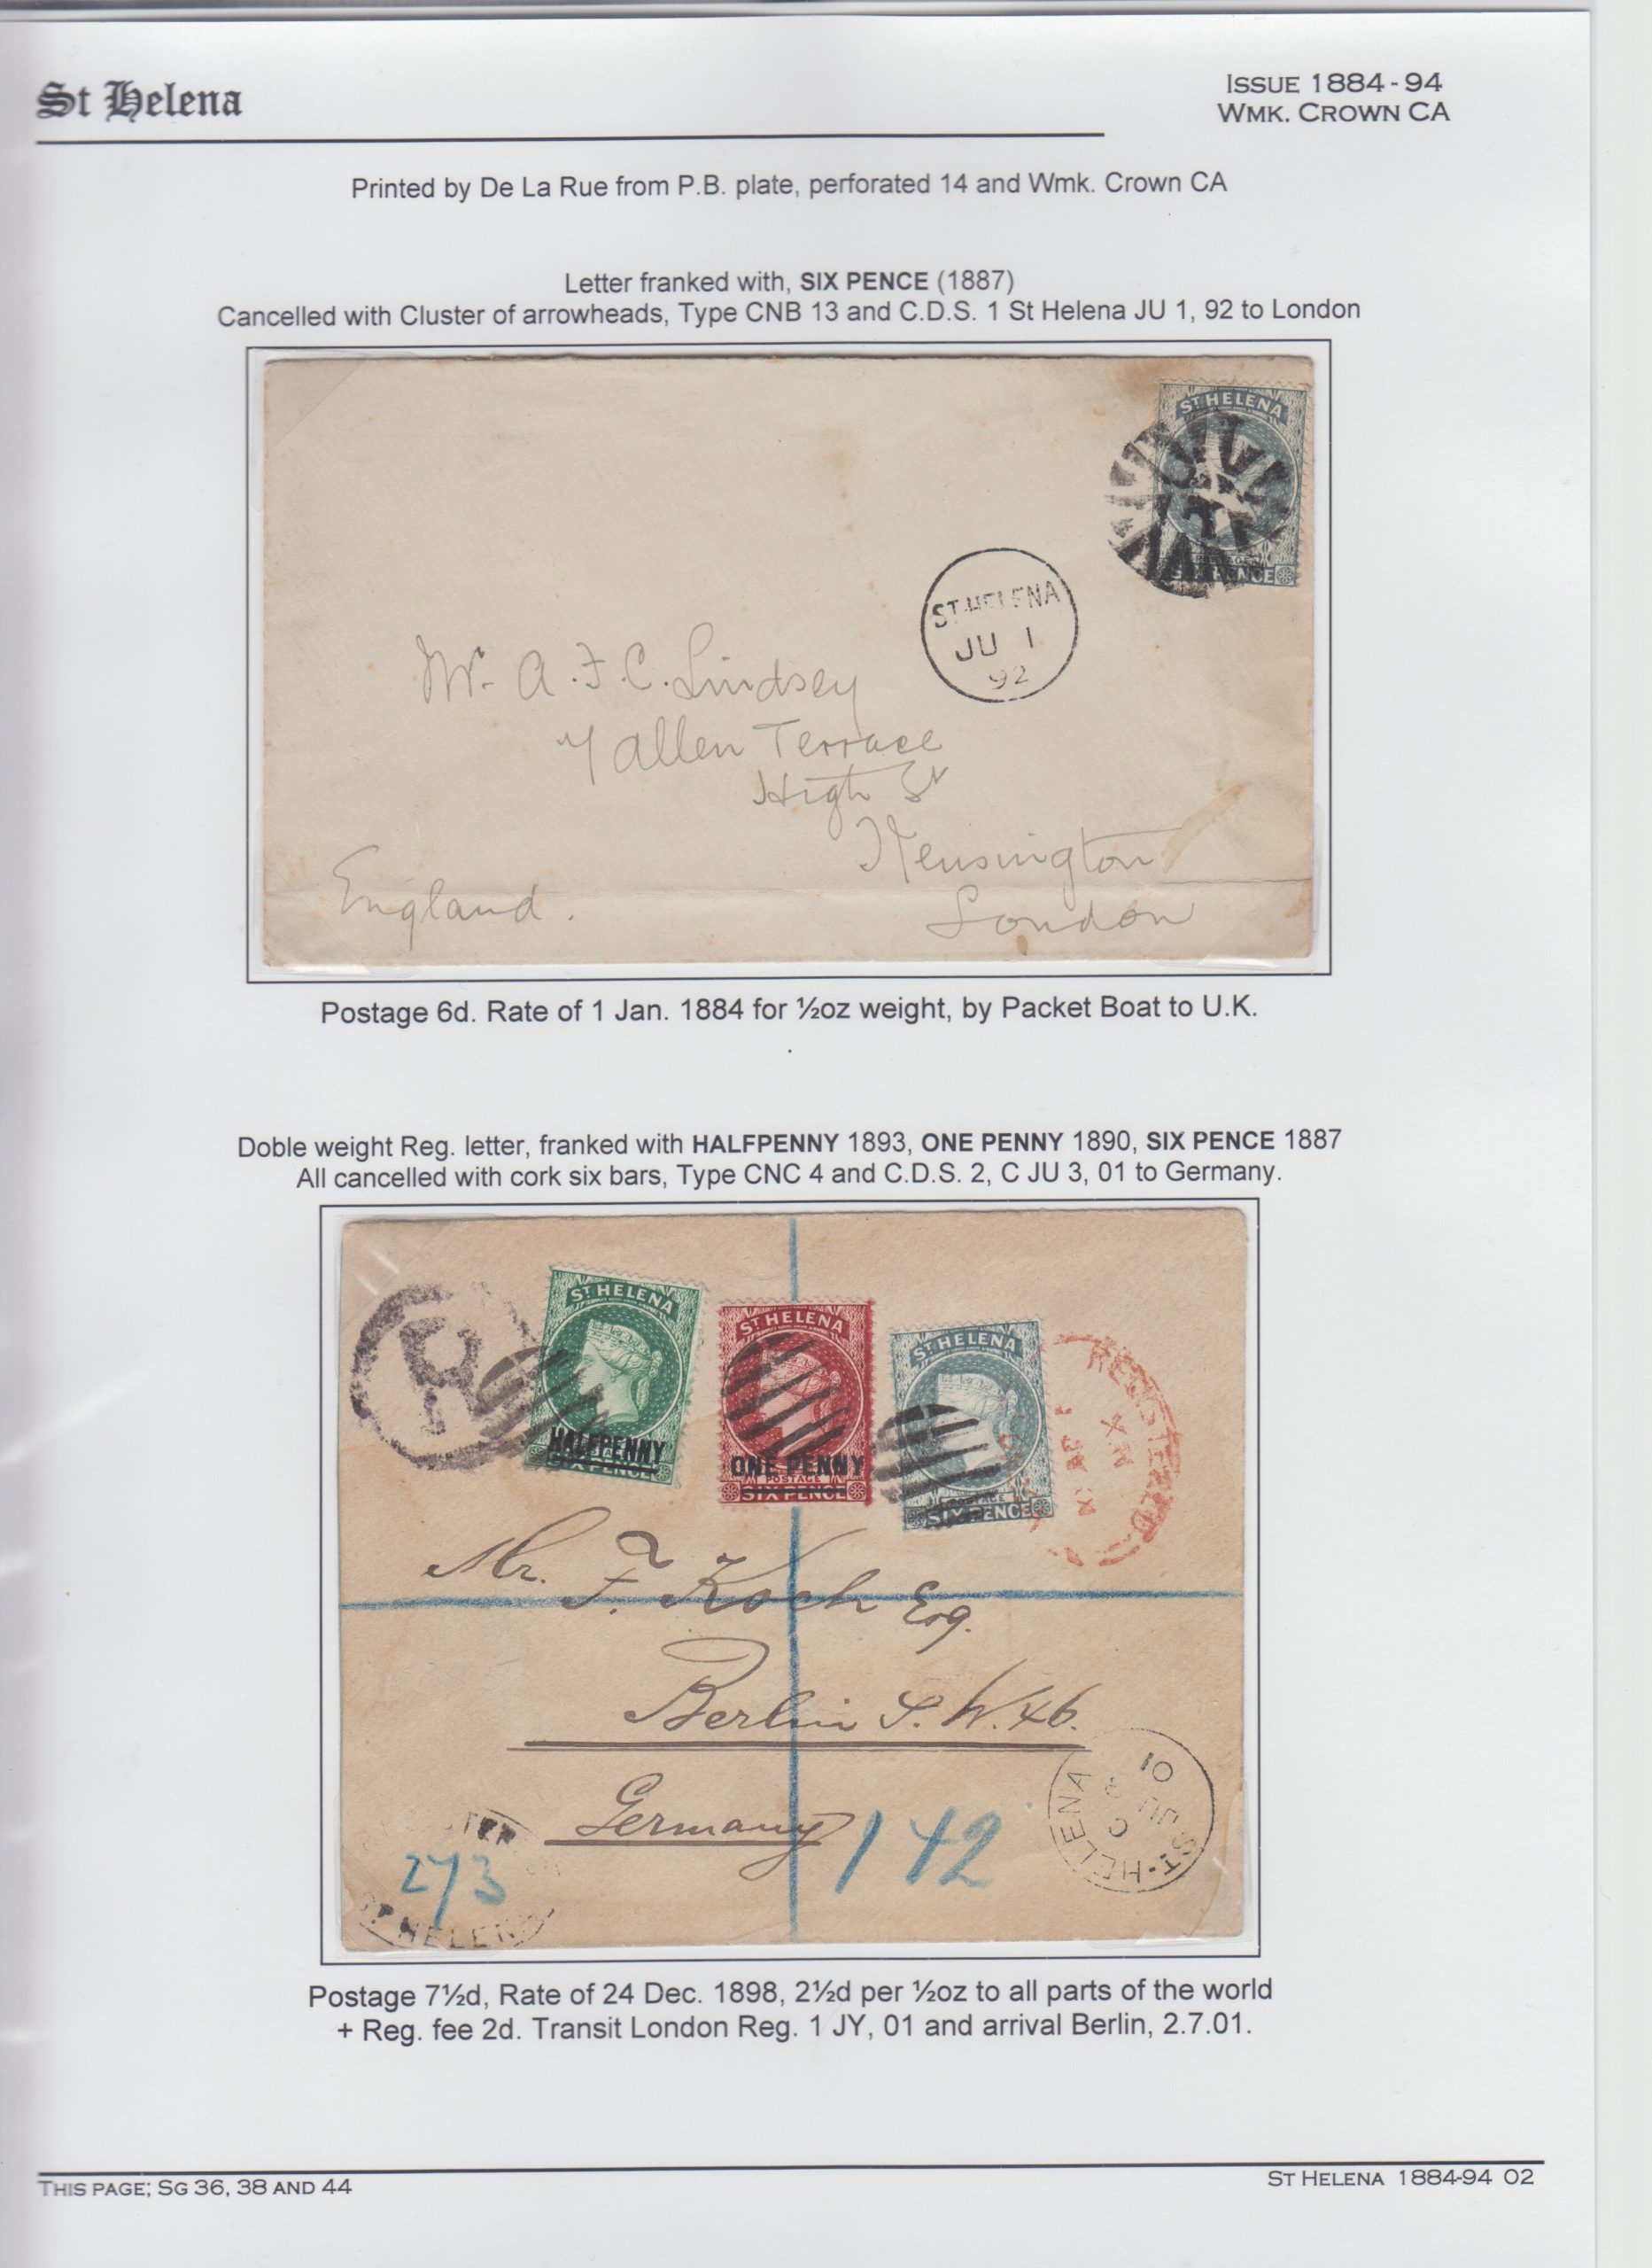 St Helena
ISSUE 1884-94
WMK. CROWN CA
Printed by De La Rue from P.B. plate, perforated 14 and Wmk. Crown CA
Letter franked with, SIX PENCE (1887)
Cancelled with Cluster of arrowheads, Type CNB 13 and C.D.S. 1 St Helena JU 1, 92 to London
ST HELENA
SIX PENCE
ST. HELENA
JU 1
92
Mr. A.F.C. Lindsey
7 Allen Terrace
High St
Kensington
London
England.
Postage 6d. Rate of 1 Jan. 1884 for ½oz weight, by Packet Boat to U.K.
Doble weight Reg. letter, franked with HALFPENNY 1893, ONE PENNY 1890, SIX PENCE 1887
All cancelled with cork six bars, Type CNC 4 and C.D.S. 2, C JU 3, 01 to Germany.
R
ST HELENA
HALFPENNY
SIX PENCE
ST HELENA
ONE PENNY
POSTAGE
SIX PENCE
ST HELENA
POSTAGE
SIX PENCE
REGISTERED
Mr. F. Koch Esq.
Berlin S.W.46.
Germany
142
273
ST HELENA
ST. HELENA
C
JU 3
01
Postage 7½d, Rate of 24 Dec. 1898, 2½d per ½oz to all parts of the world
+ Reg. fee 2d. Transit London Reg. 1 JY, 01 and arrival Berlin, 2.7.01.
THIS PAGE; SG 36, 38 AND 44
ST HELENA 1884-94 02